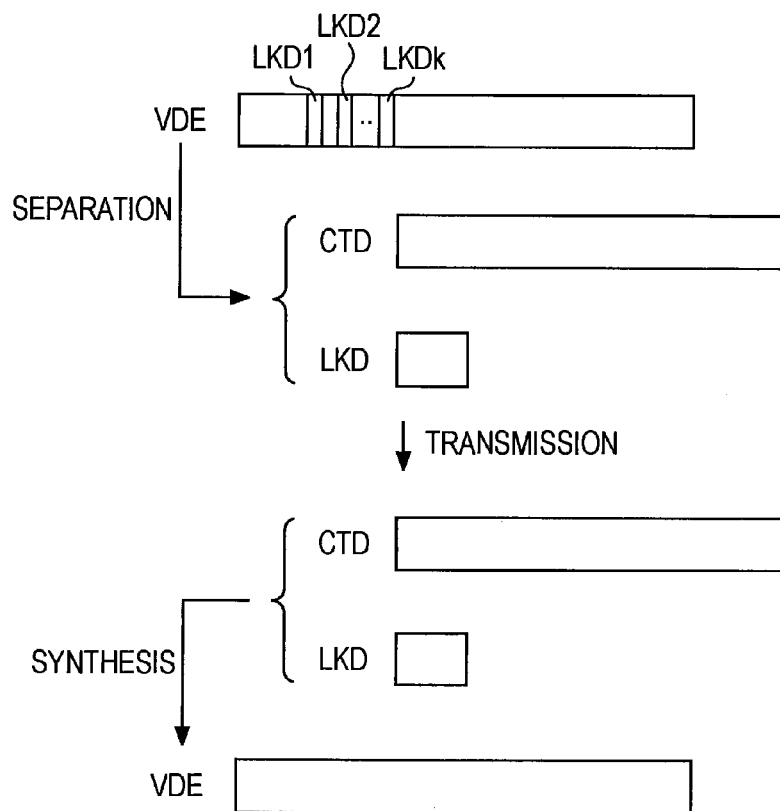 LKD2
LKD1 LKDk
VDE
..
SEPARATION
CTD
LKD
TRANSMISSION
CTD
LKD
SYNTHESIS
VDE